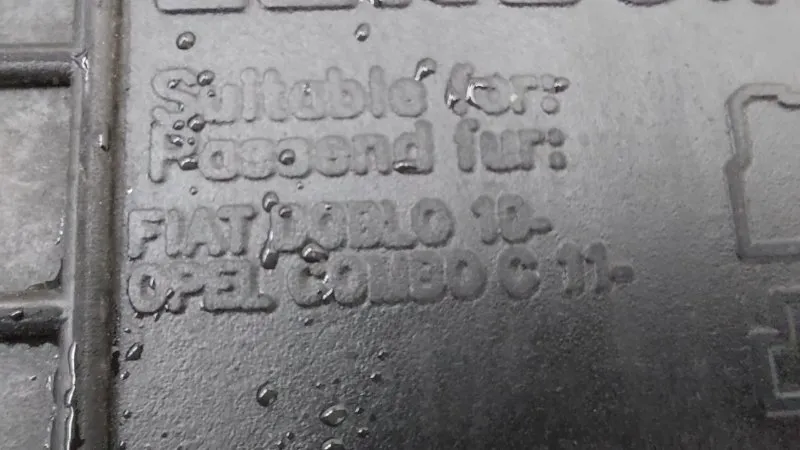 Suitable for:
Passend fur:
FIAT DOBLO 10-
OPEL COMBO C 11-